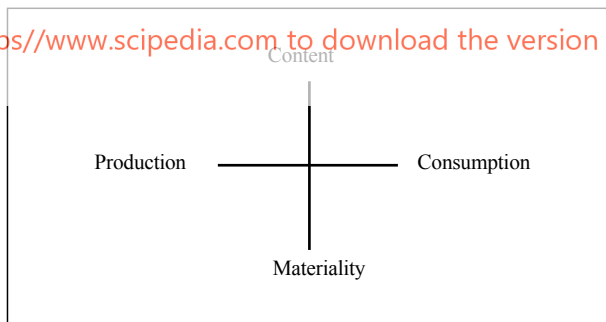 ps//www.scipedia.com to download the version
Content
Production
Consumption
Materiality